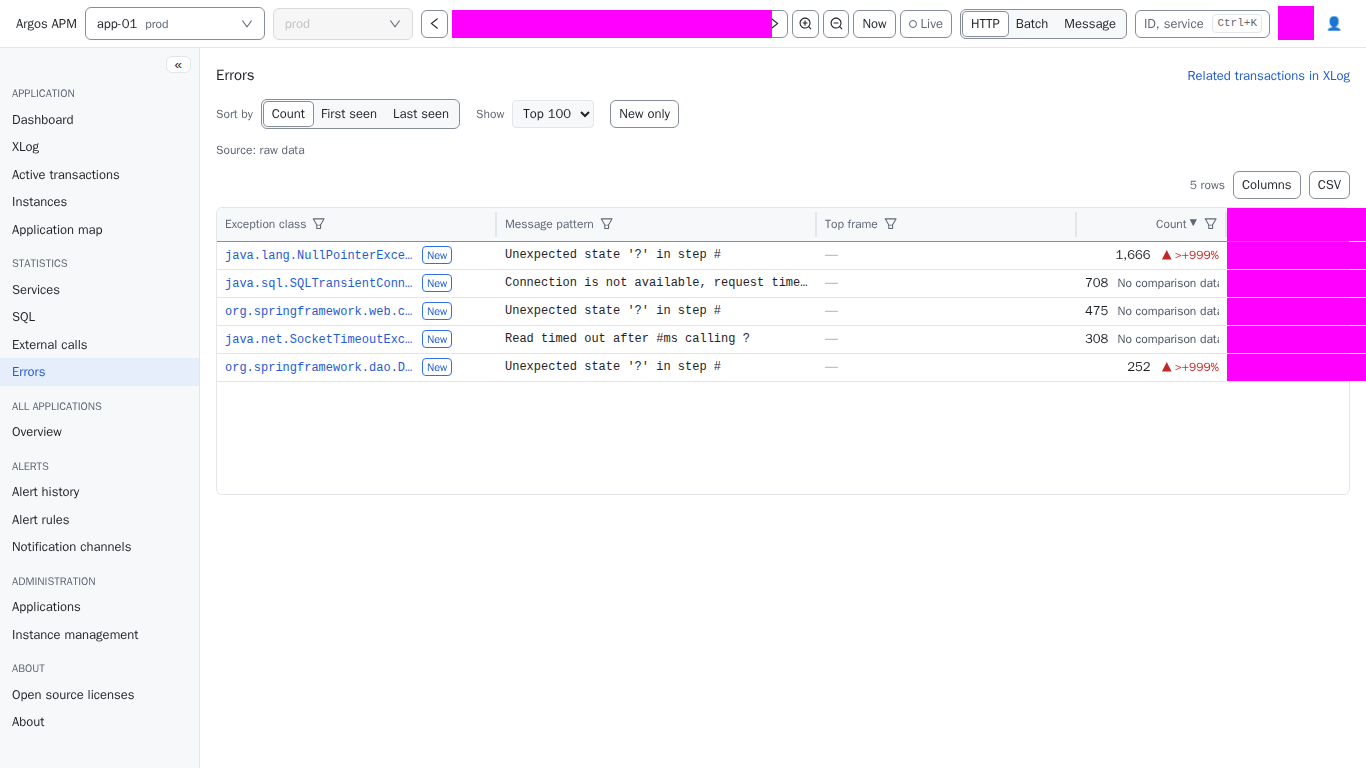 Argos APM
app-01 prod
prod
Now
Live
HTTP
Batch
Message
ID, service Ctrl+K
«
APPLICATION
Dashboard
XLog
Active transactions
Instances
Application map
STATISTICS
Services
SQL
External calls
Errors
ALL APPLICATIONS
Overview
ALERTS
Alert history
Alert rules
Notification channels
ADMINISTRATION
Applications
Instance management
ABOUT
Open source licenses
About
Errors
Related transactions in XLog
Sort by Count First seen Last seen Show Top 100 New only
Source: raw data
5 rows Columns CSV
Exception class Message pattern Top frame Count
java.lang.NullPointerExce… New Unexpected state '?' in step # — 1,666 ▲>+999%
java.sql.SQLTransientConn… New Connection is not available, request time… — 708 No comparison data
org.springframework.web.c… New Unexpected state '?' in step # — 475 No comparison data
java.net.SocketTimeoutExc… New Read timed out after #ms calling ? — 308 No comparison data
org.springframework.dao.D… New Unexpected state '?' in step # — 252 ▲>+999%